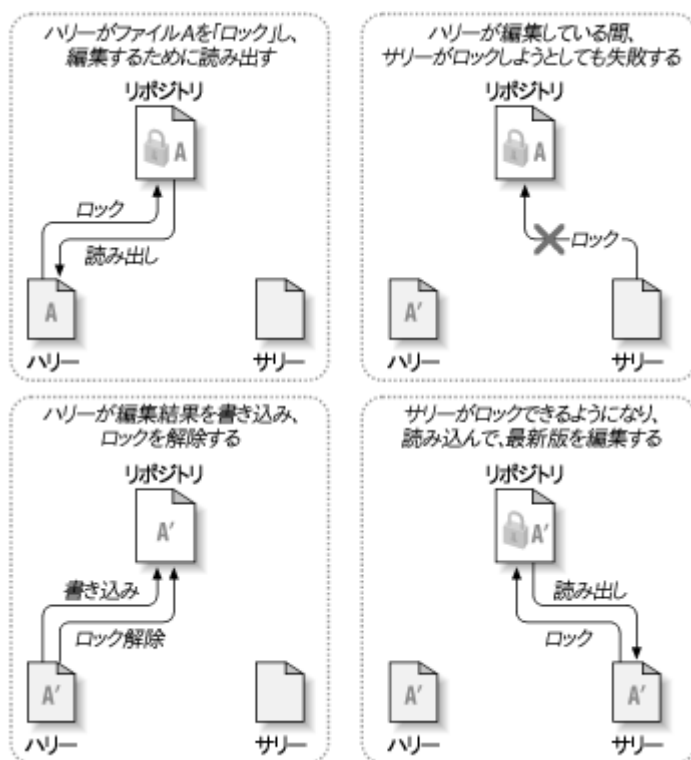 ハリーがファイルAを「ロック」し、
編集するために読み出す
リポジトリ
A
ロック
読み出し
A
ハリー
サリー
ハリーが編集している間、
サリーがロックしようとしても失敗する
リポジトリ
A
ロック
A′
ハリー
サリー
ハリーが編集結果を書き込み、
ロックを解除する
リポジトリ
A′
書き込み
ロック解除
A′
ハリー
サリー
サリーがロックできるようになり、
読み込んで、最新版を編集する
リポジトリ
A′
読み出し
ロック
A′
ハリー
A′
サリー